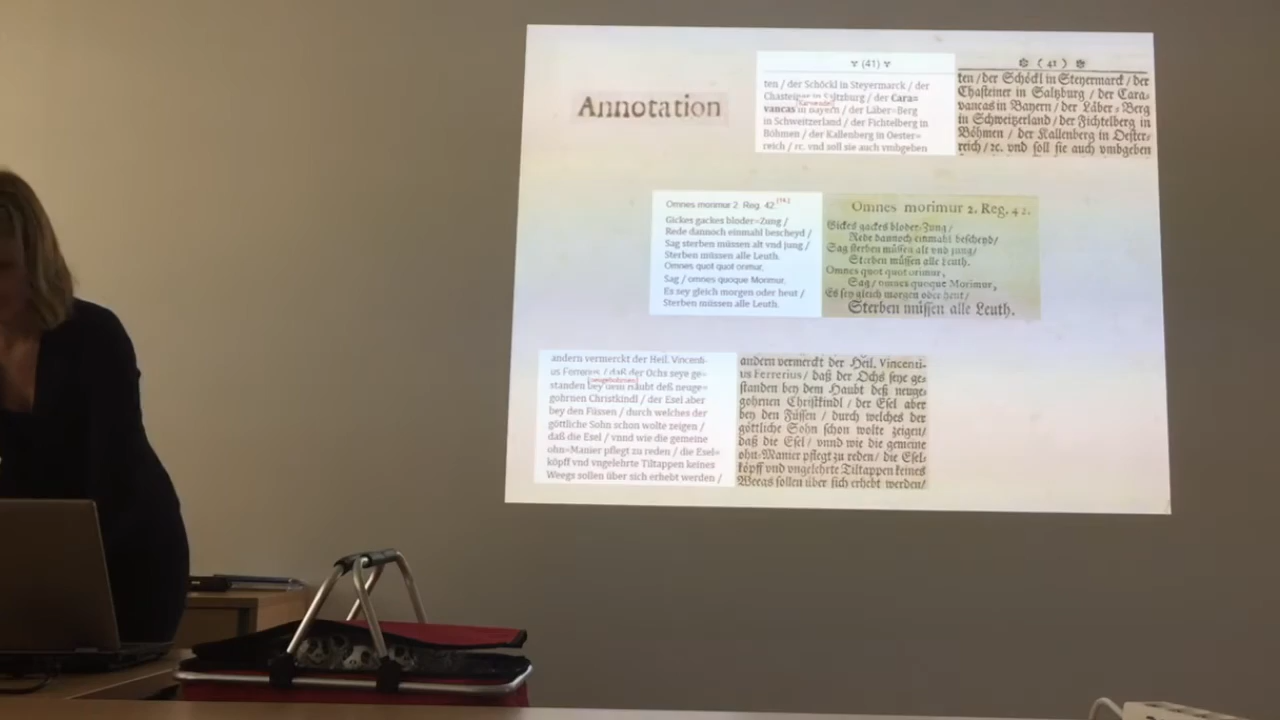 Annotation
(41)
ten / der Schöckl in Steyermarck / der
Chasteiner in Saltzburg / der Cara=
vancas in Bayern / der Läber=Berg
in Schweitzerland / der Fichtelberg in
Böhmen / der Kallenberg in Oester=
reich / ꝛc. vnd soll sie auch vmbgeben
( 41 )
ten / der Schöckl in Steyermarck / der
Chasteiner in Saltzburg / der Cara=
vancas in Bayern / der Läber=Berg
in Schweitzerland / der Fichtelberg in
Böhmen / der Kallenberg in Oester=
reich / ꝛc. vnd soll sie auch vmbgeben
Omnes morimur 2. Reg. 42.
Gickes gackes bloder=Zung /
Rede dannoch einmahl bescheyd /
Sag sterben müssen alt vnd jung /
Sterben müssen alle Leuth.
Omnes quot quot orimur,
Sag / omnes quoque Morimur,
Es sey gleich morgen oder heut /
Sterben müssen alle Leuth.
Omnes morimur 2. Reg. 42.
Gickes gackes bloder=Zung /
Rede dannoch einmahl bescheyd /
Sag sterben müssen alt vnd jung /
Sterben müssen alle Leuth.
Omnes quot quot orimur,
Sag / omnes quoque Morimur,
Es sey gleich morgen oder heut /
Sterben müssen alle Leuth.
andern vermerckt der Heil. Vincenti-
us Ferrerius / daß der Ochs seye ge=
standen bey dem Haubt deß neuge=
gohrnen Christkindl / der Esel aber
bey den Füssen / durch welches der
göttliche Sohn schon wolte zeigen /
daß die Esel / vnnd wie die gemeine
ohn=Manier pflegt zu reden / die Esel=
köpff vnd vngelehrte Tiltappen keines
Weegs sollen über sich erhebt werden /
andern vermerckt der Heil. Vincenti-
us Ferrerius / daß der Ochs seye ge=
standen bey dem Haubt deß neuge=
gohrnen Christkindl / der Esel aber
bey den Füssen / durch welches der
göttliche Sohn schon wolte zeigen /
daß die Esel / vnnd wie die gemeine
ohn=Manier pflegt zu reden / die Esel=
köpff vnd vngelehrte Tiltappen keines
Weegs sollen über sich erhebt werden /